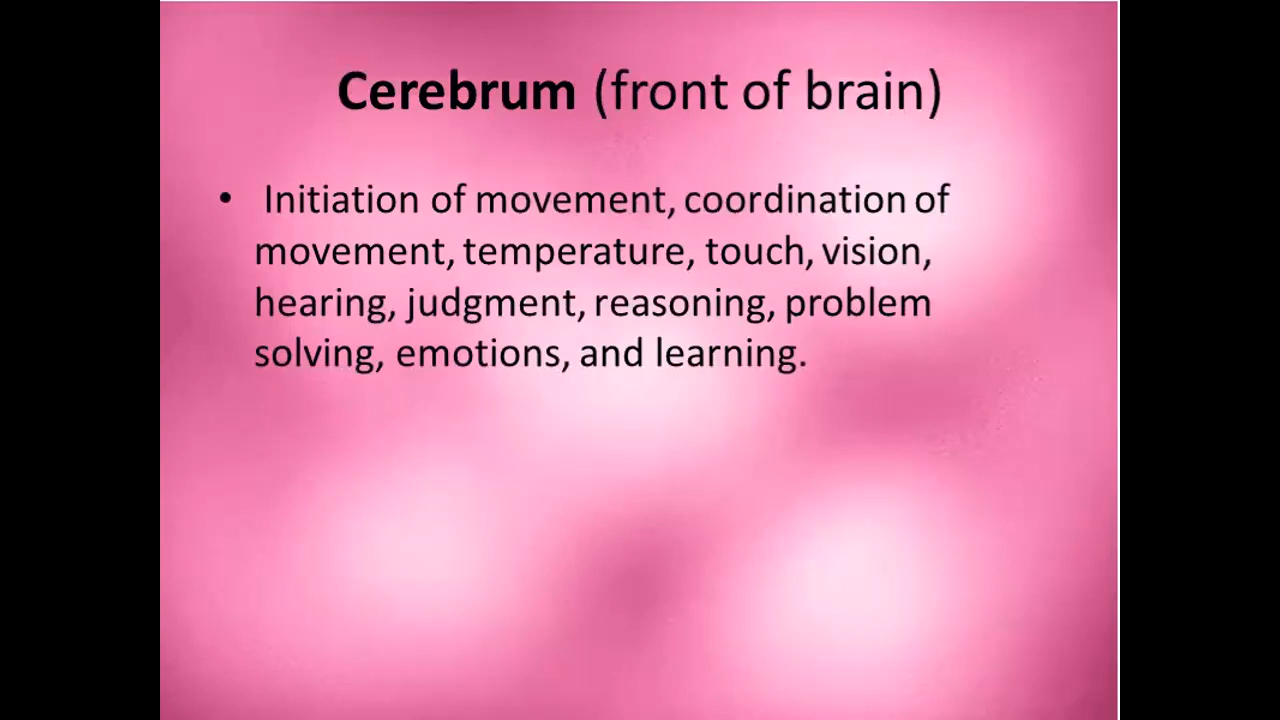 Cerebrum (front of brain)
• Initiation of movement, coordination of
movement, temperature, touch, vision,
hearing, judgment, reasoning, problem
solving, emotions, and learning.